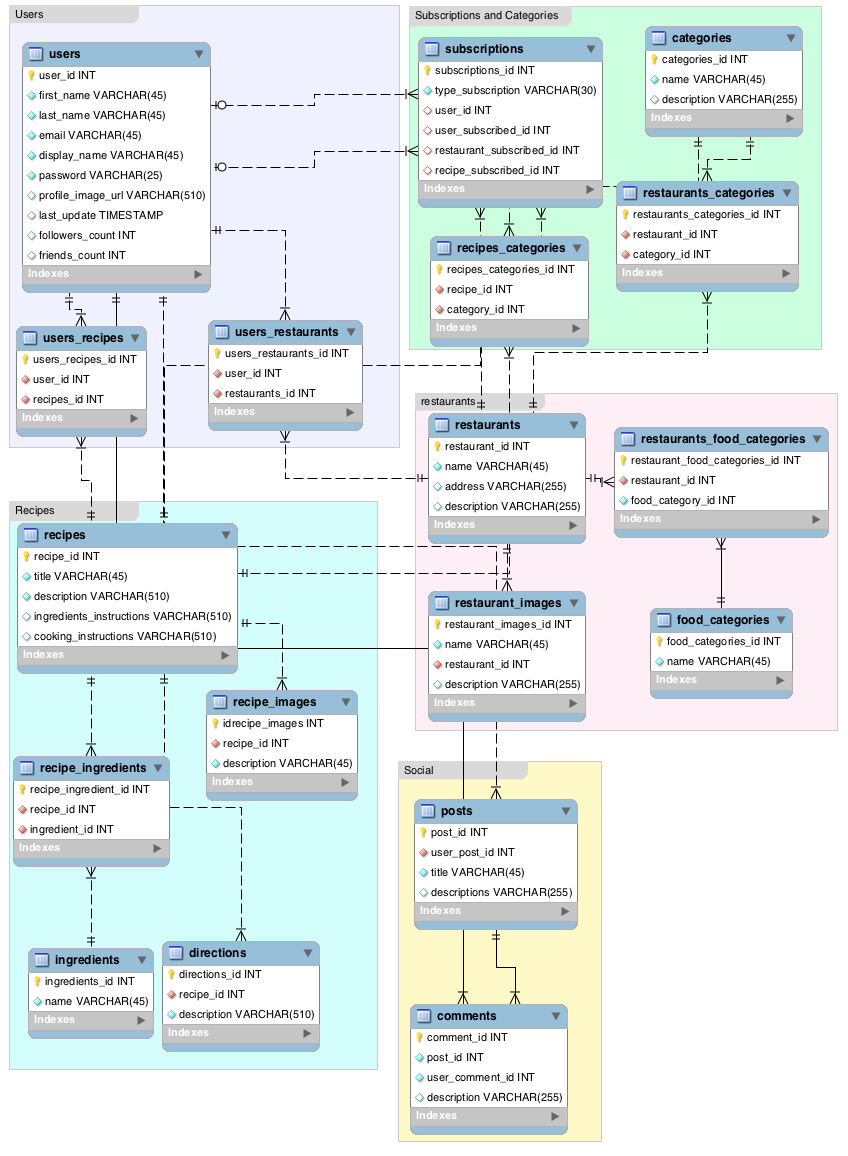 Users
users
user_id INT
first_name VARCHAR(45)
last_name VARCHAR(45)
email VARCHAR(45)
display_name VARCHAR(45)
password VARCHAR(25)
profile_image_url VARCHAR(510)
last_update TIMESTAMP
followers_count INT
friends_count INT
Indexes
users_recipes
users_recipes_id INT
user_id INT
recipes_id INT
Indexes
users_restaurants
users_restaurants_id INT
user_id INT
restaurants_id INT
Indexes
Subscriptions and Categories
subscriptions
subscriptions_id INT
type_subscription VARCHAR(30)
user_id INT
user_subscribed_id INT
restaurant_subscribed_id INT
recipe_subscribed_id INT
Indexes
categories
categories_id INT
name VARCHAR(45)
description VARCHAR(255)
Indexes
restaurants_categories
restaurants_categories_id INT
restaurant_id INT
category_id INT
Indexes
recipes_categories
recipes_categories_id INT
recipe_id INT
category_id INT
Indexes
restaurants
restaurants
restaurant_id INT
name VARCHAR(45)
address VARCHAR(255)
description VARCHAR(255)
Indexes
restaurants_food_categories
restaurant_food_categories_id INT
restaurant_id INT
food_category_id INT
Indexes
restaurant_images
restaurant_images_id INT
name VARCHAR(45)
restaurant_id INT
description VARCHAR(255)
Indexes
food_categories
food_categories_id INT
name VARCHAR(45)
Indexes
Recipes
recipes
recipe_id INT
title VARCHAR(45)
description VARCHAR(510)
ingredients_instructions VARCHAR(510)
cooking_instructions VARCHAR(510)
Indexes
recipe_images
idrecipe_images INT
recipe_id INT
description VARCHAR(45)
Indexes
recipe_ingredients
recipe_ingredient_id INT
recipe_id INT
ingredient_id INT
Indexes
ingredients
ingredients_id INT
name VARCHAR(45)
Indexes
directions
directions_id INT
recipe_id INT
description VARCHAR(510)
Indexes
Social
posts
post_id INT
user_post_id INT
title VARCHAR(45)
descriptions VARCHAR(255)
Indexes
comments
comment_id INT
post_id INT
user_comment_id INT
description VARCHAR(255)
Indexes